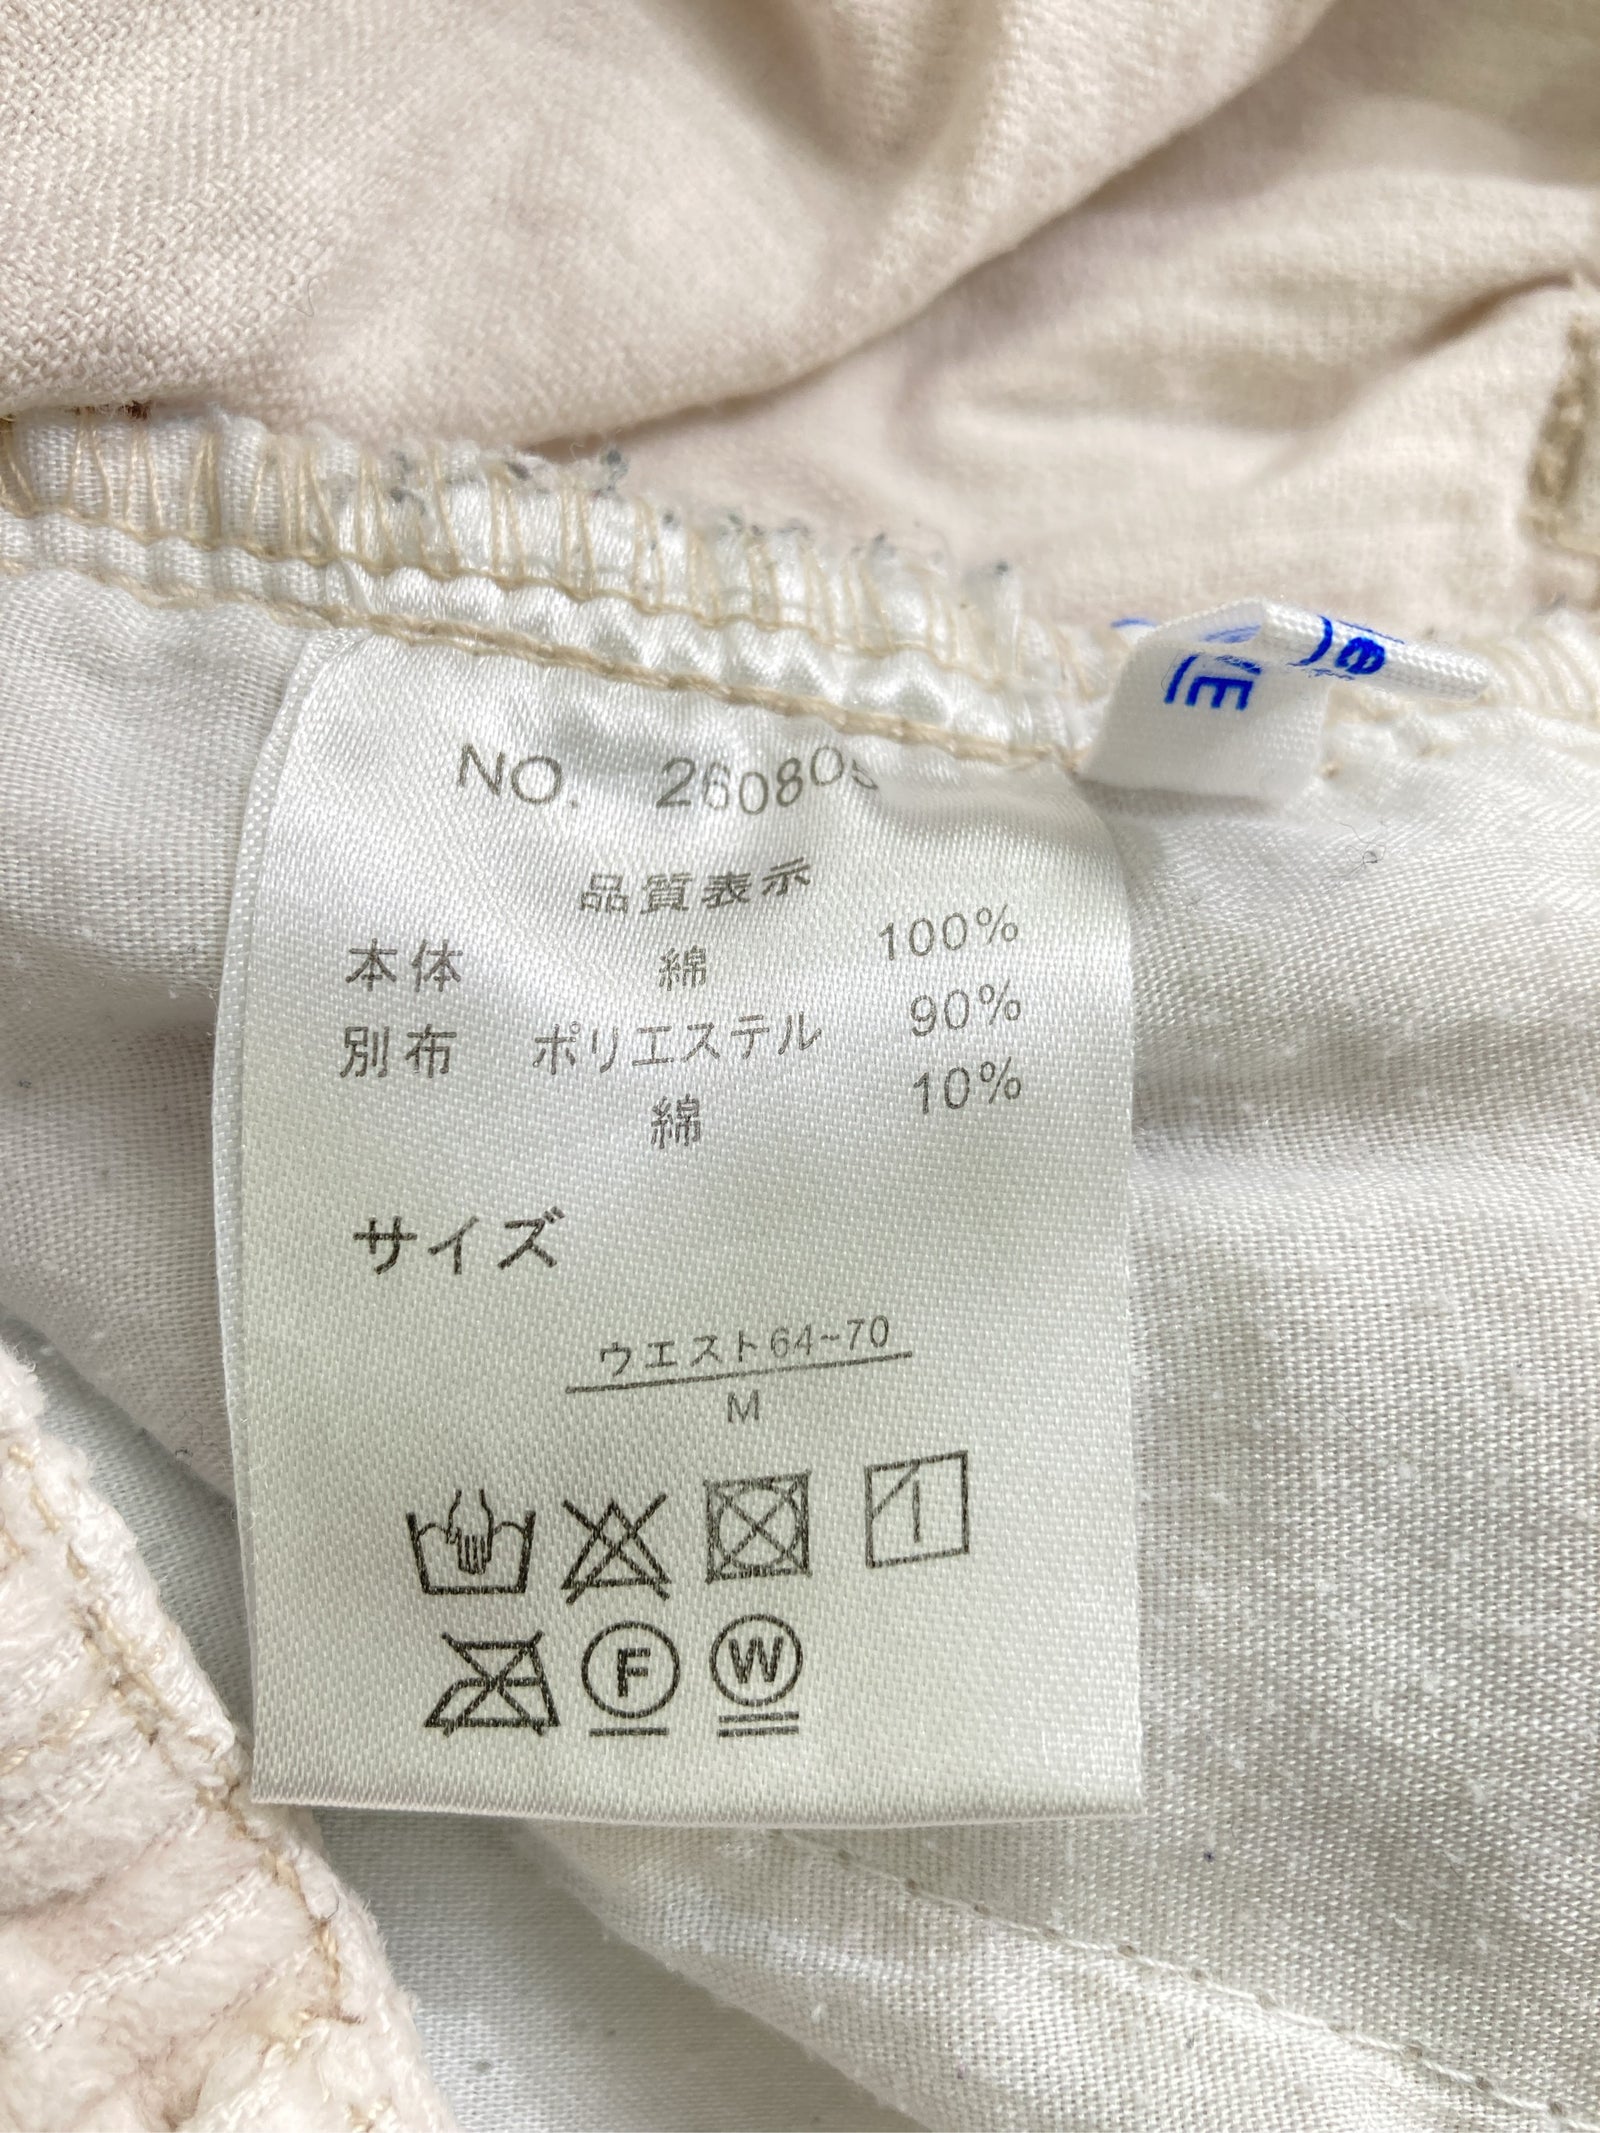 NO. 260805
品質表示
本体 綿 100%
別布 ポリエステル 90%
綿 10%
サイズ
ウエスト64~70
M
F
W